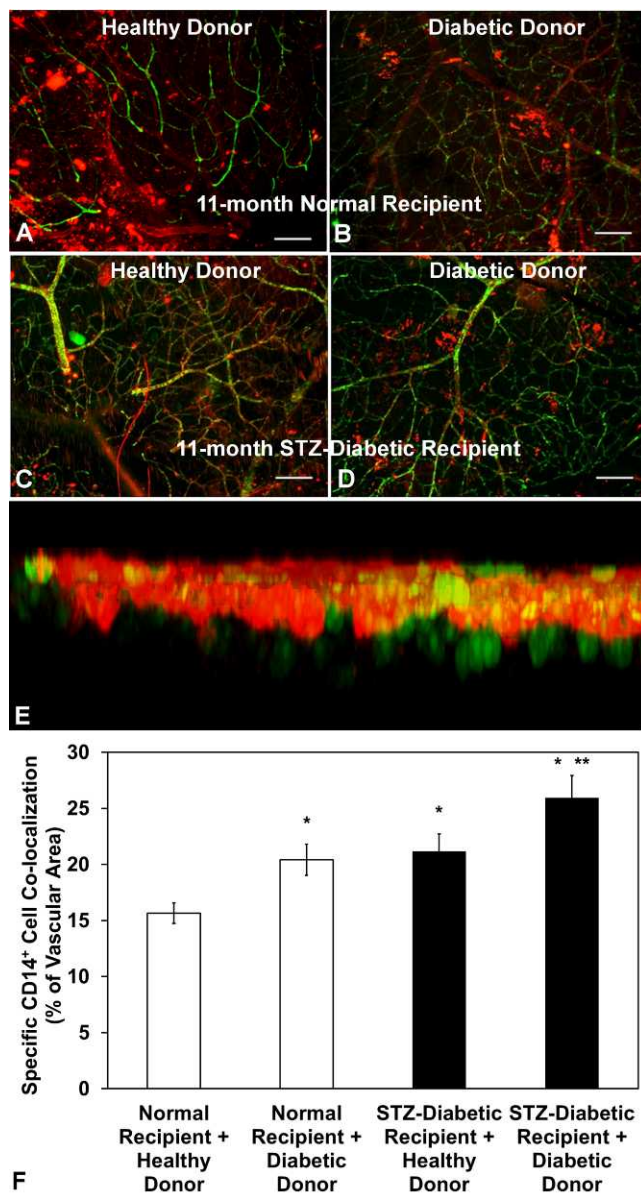 Healthy Donor
Diabetic Donor
11-month Normal Recipient
A
B
Healthy Donor
Diabetic Donor
11-month STZ-Diabetic Recipient
C
D
E
30
25
20
15
10
5
0
Specific CD14⁺ Cell Co-localization
(% of Vascular Area)
*
*
* **
Normal
Recipient +
Healthy
Donor
Normal
Recipient +
Diabetic
Donor
STZ-Diabetic
Recipient +
Healthy
Donor
STZ-Diabetic
Recipient +
Diabetic
Donor
F